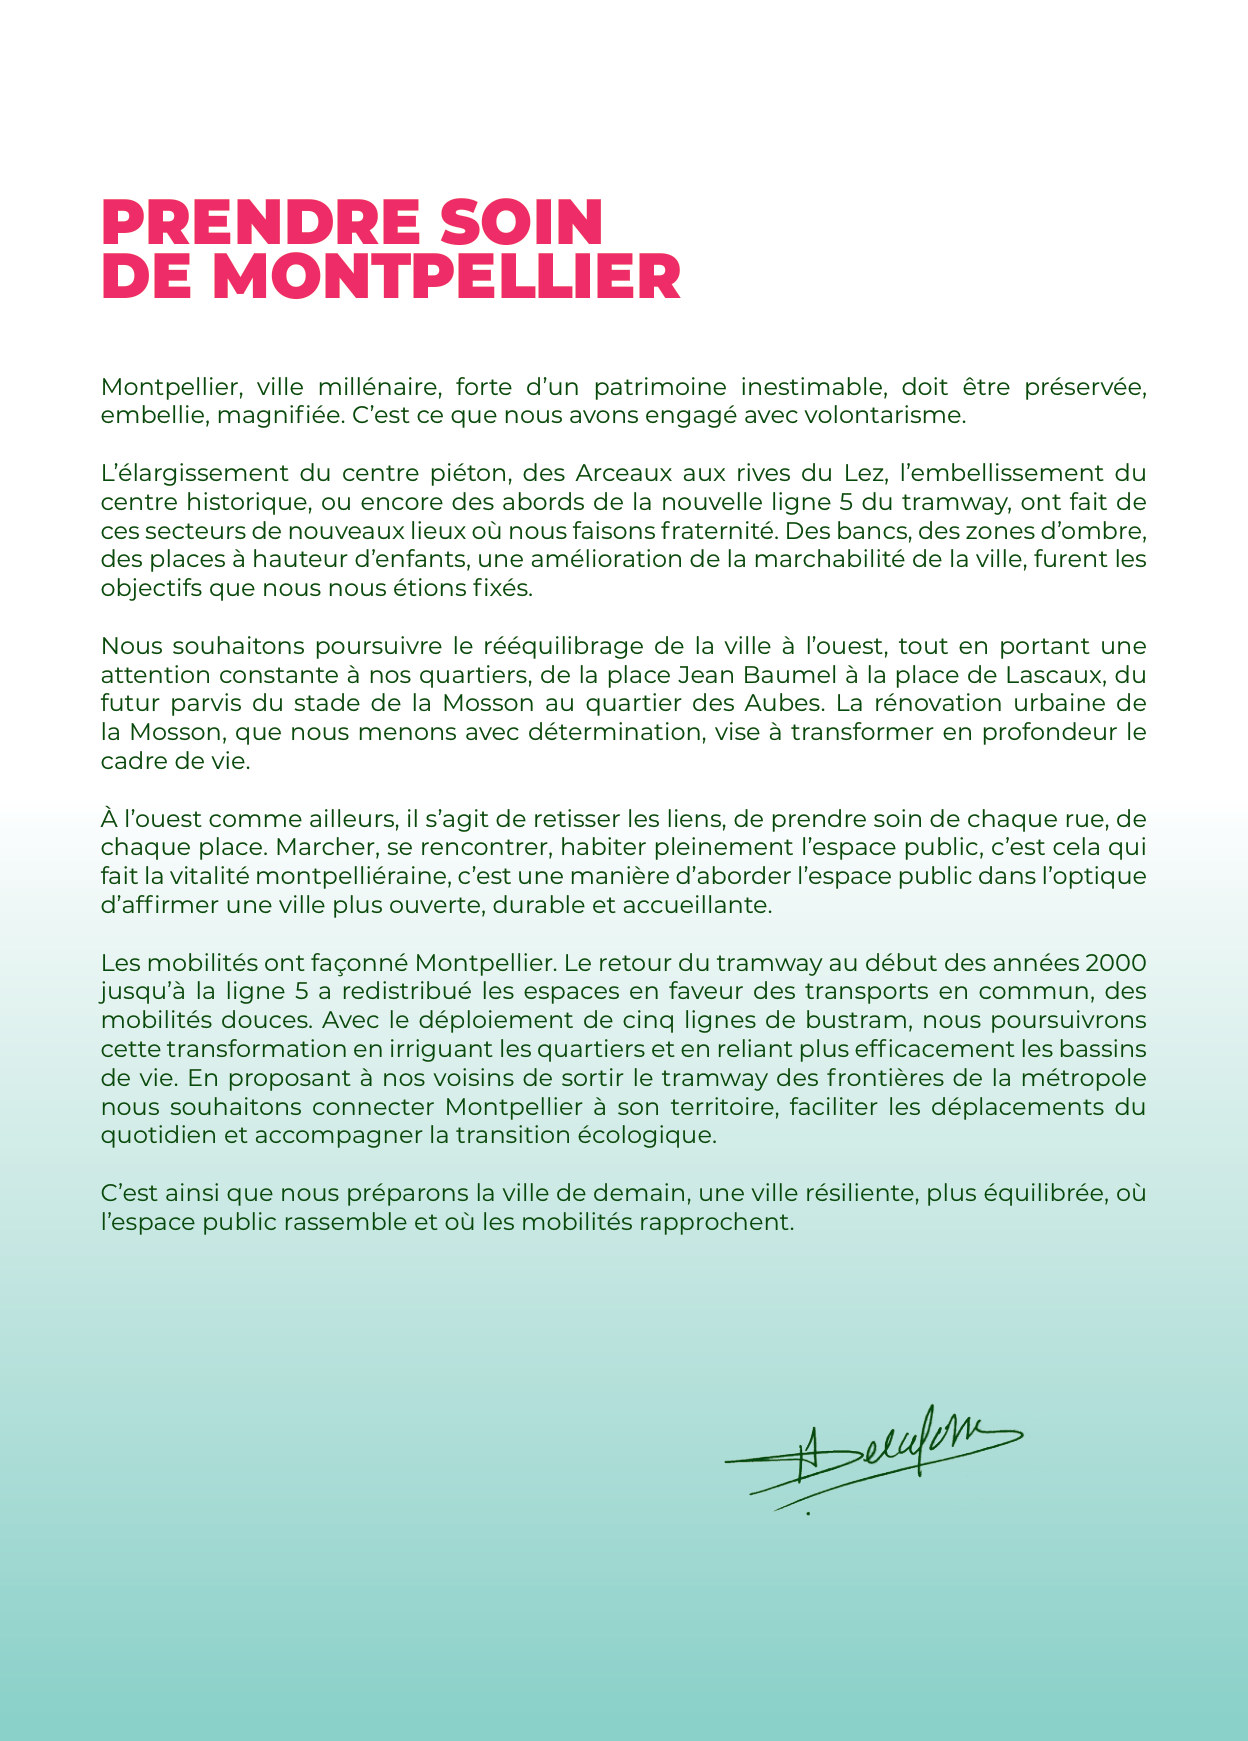 PRENDRE SOIN
DE MONTPELLIER
Montpellier, ville millénaire, forte d’un patrimoine inestimable, doit être préservée,
embellie, magnifiée. C’est ce que nous avons engagé avec volontarisme.
L’élargissement du centre piéton, des Arceaux aux rives du Lez, l’embellissement du
centre historique, ou encore des abords de la nouvelle ligne 5 du tramway, ont fait de
ces secteurs de nouveaux lieux où nous faisons fraternité. Des bancs, des zones d’ombre,
des places à hauteur d’enfants, une amélioration de la marchabilité de la ville, furent les
objectifs que nous nous étions fixés.
Nous souhaitons poursuivre le rééquilibrage de la ville à l’ouest, tout en portant une
attention constante à nos quartiers, de la place Jean Baumel à la place de Lascaux, du
futur parvis du stade de la Mosson au quartier des Aubes. La rénovation urbaine de
la Mosson, que nous menons avec détermination, vise à transformer en profondeur le
cadre de vie.
À l’ouest comme ailleurs, il s’agit de retisser les liens, de prendre soin de chaque rue, de
chaque place. Marcher, se rencontrer, habiter pleinement l’espace public, c’est cela qui
fait la vitalité montpelliéraine, c’est une manière d’aborder l’espace public dans l’optique
d’affirmer une ville plus ouverte, durable et accueillante.
Les mobilités ont façonné Montpellier. Le retour du tramway au début des années 2000
jusqu’à la ligne 5 a redistribué les espaces en faveur des transports en commun, des
mobilités douces. Avec le déploiement de cinq lignes de bustram, nous poursuivrons
cette transformation en irriguant les quartiers et en reliant plus efficacement les bassins
de vie. En proposant à nos voisins de sortir le tramway des frontières de la métropole
nous souhaitons connecter Montpellier à son territoire, faciliter les déplacements du
quotidien et accompagner la transition écologique.
C’est ainsi que nous préparons la ville de demain, une ville résiliente, plus équilibrée, où
l’espace public rassemble et où les mobilités rapprochent.